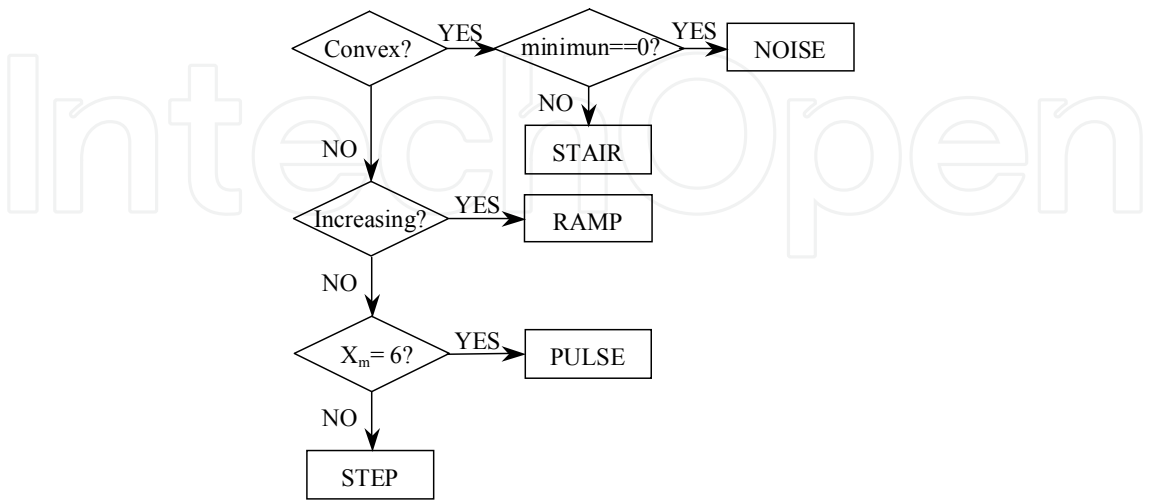 Convex?
YES
minimun==0?
YES
NOISE
NO
STAIR
NO
Increasing?
YES
RAMP
NO
Xₘ= 6?
YES
PULSE
NO
STEP
IntechOpen